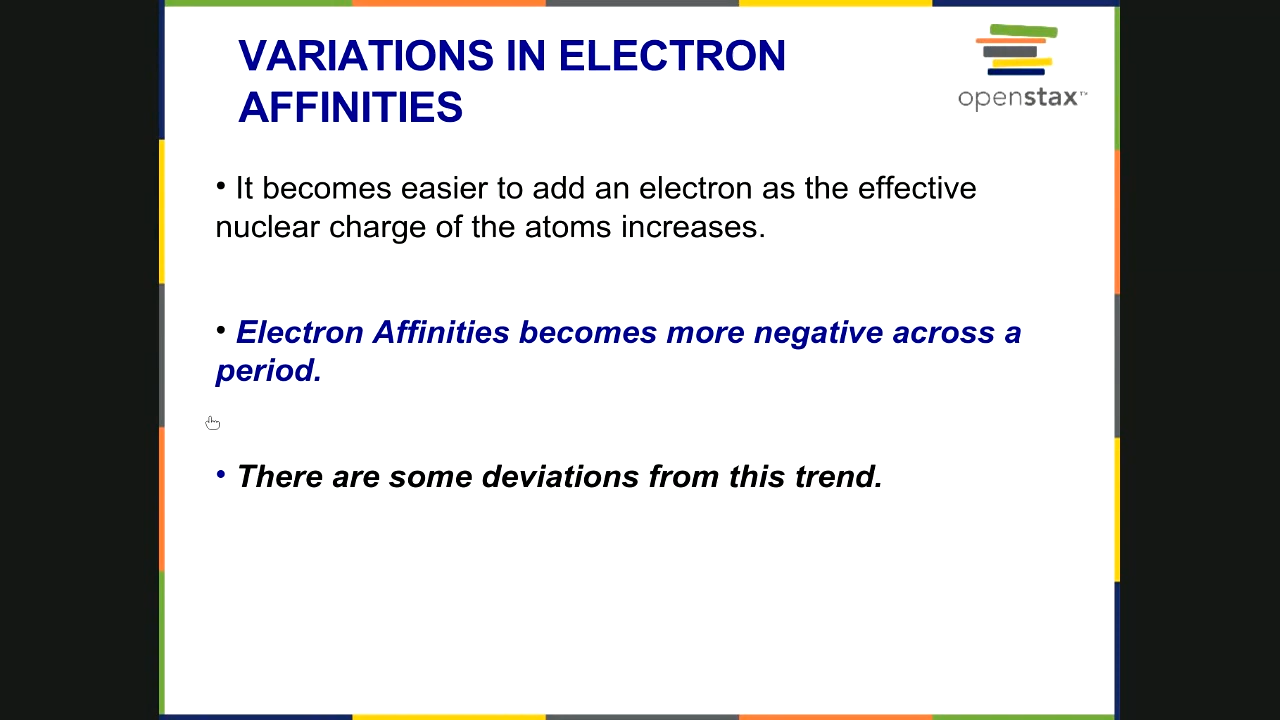 VARIATIONS IN ELECTRON
AFFINITIES
openstax™
• It becomes easier to add an electron as the effective
nuclear charge of the atoms increases.
• Electron Affinities becomes more negative across a
period.
• There are some deviations from this trend.